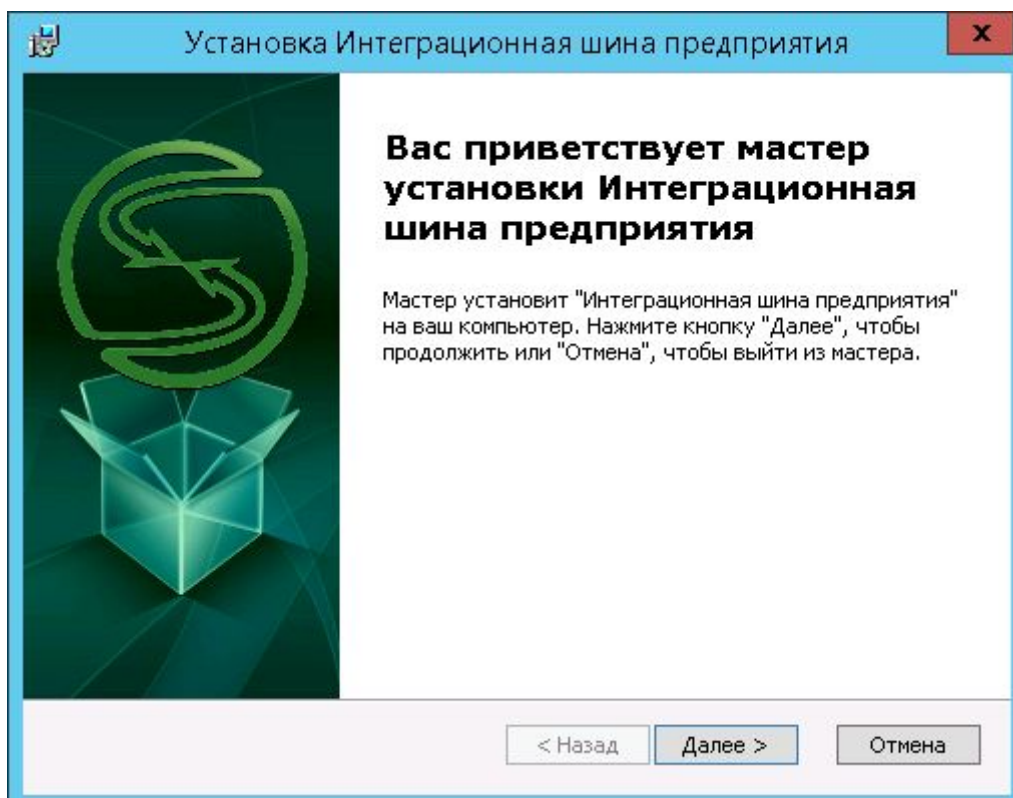 Установка Интеграционная шина предприятия
x
Вас приветствует мастер
установки Интеграционная
шина предприятия
Мастер установит "Интеграционная шина предприятия"
на ваш компьютер. Нажмите кнопку "Далее", чтобы
продолжить или "Отмена", чтобы выйти из мастера.
< Назад Далее > Отмена